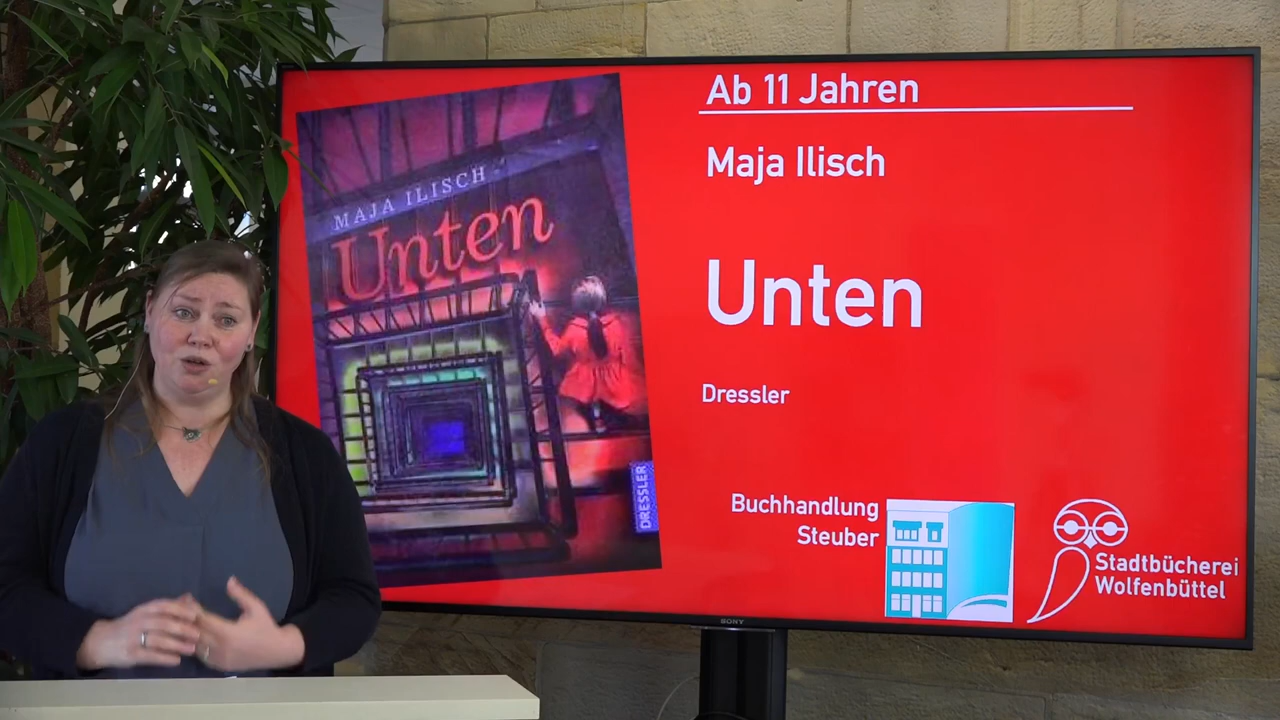 Ab 11 Jahren
Maja Ilisch
Unten
Dressler
MAJA ILISCH
Unten
DRESSLER
Buchhandlung
Steuber
Stadtbücherei
Wolfenbüttel
SONY